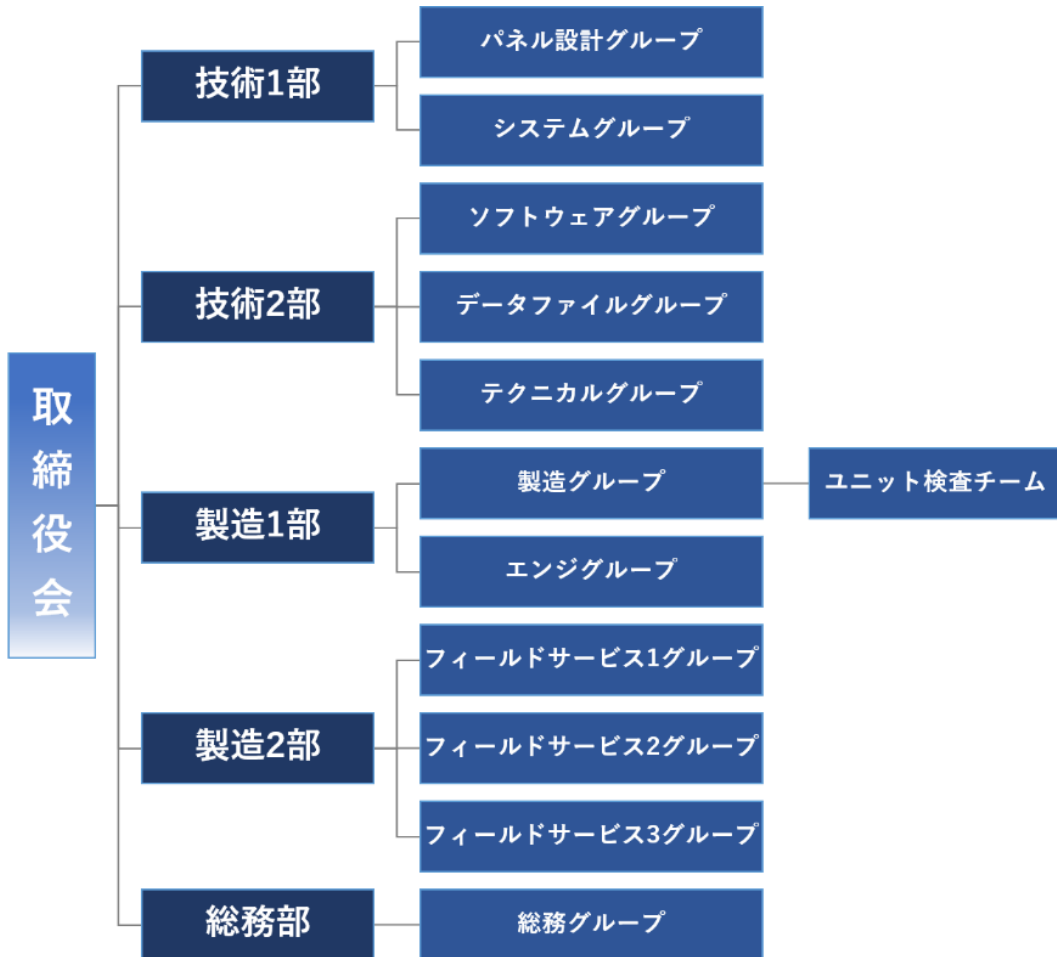 取締役会
技術1部
パネル設計グループ
システムグループ
技術2部
ソフトウェアグループ
データファイルグループ
テクニカルグループ
製造1部
製造グループ
ユニット検査チーム
エンジグループ
製造2部
フィールドサービス1グループ
フィールドサービス2グループ
フィールドサービス3グループ
総務部
総務グループ